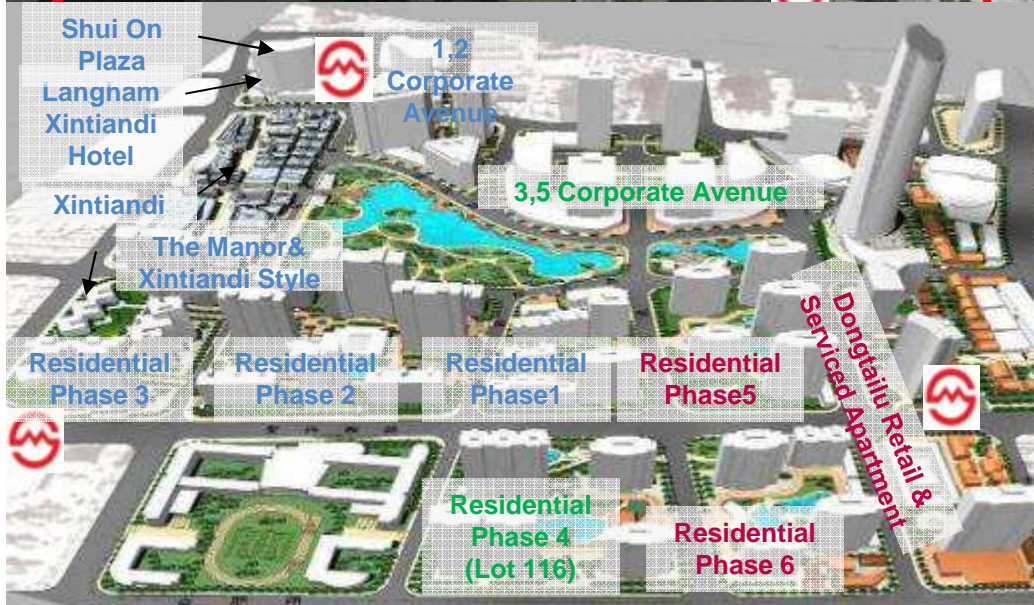 Shui On
Plaza
Langnam
Xintiandi
Hotel
1,2
Corporate
Avenue
3,5 Corporate Avenue
Xintiandi
The Manor&
Xintiandi Style
Residential
Phase 3
Residential
Phase 2
Residential
Phase1
Residential
Phase5
Dongtailu Retail &
Serviced Apartment
Residential
Phase 4
(Lot 116)
Residential
Phase 6